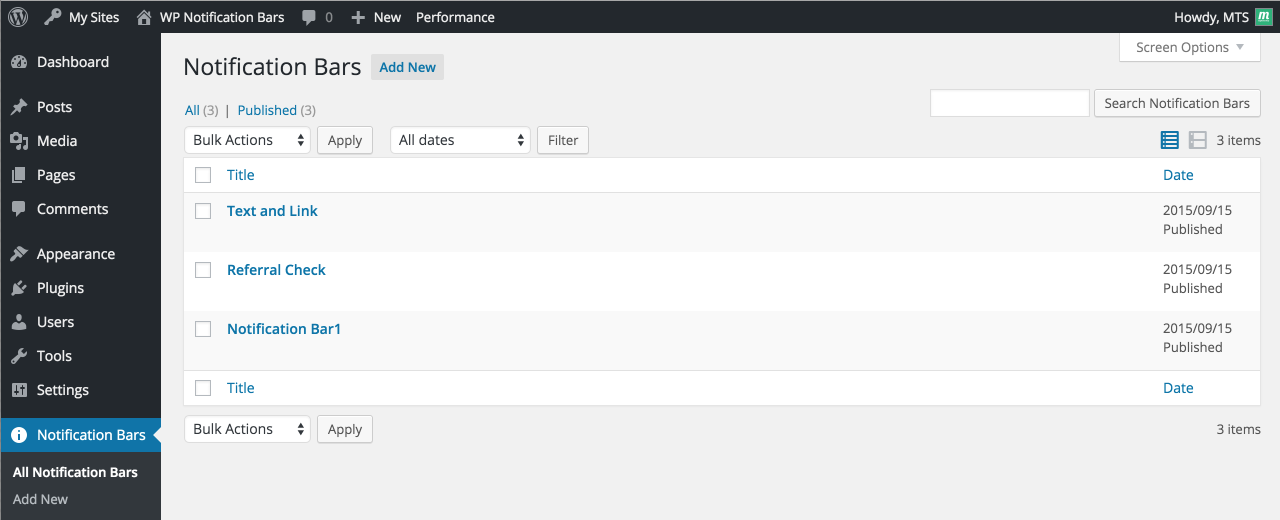 My Sites WP Notification Bars 0 New Performance Howdy, MTS m
Screen Options
Dashboard
Posts
Media
Pages
Comments
Appearance
Plugins
Users
Tools
Settings
Notification Bars
All Notification Bars
Add New
Notification Bars Add New
All (3) | Published (3)
Search Notification Bars
Bulk Actions Apply All dates Filter 3 items
Title Date
Text and Link 2015/09/15
Published
Referral Check 2015/09/15
Published
Notification Bar1 2015/09/15
Published
Title Date
Bulk Actions Apply 3 items